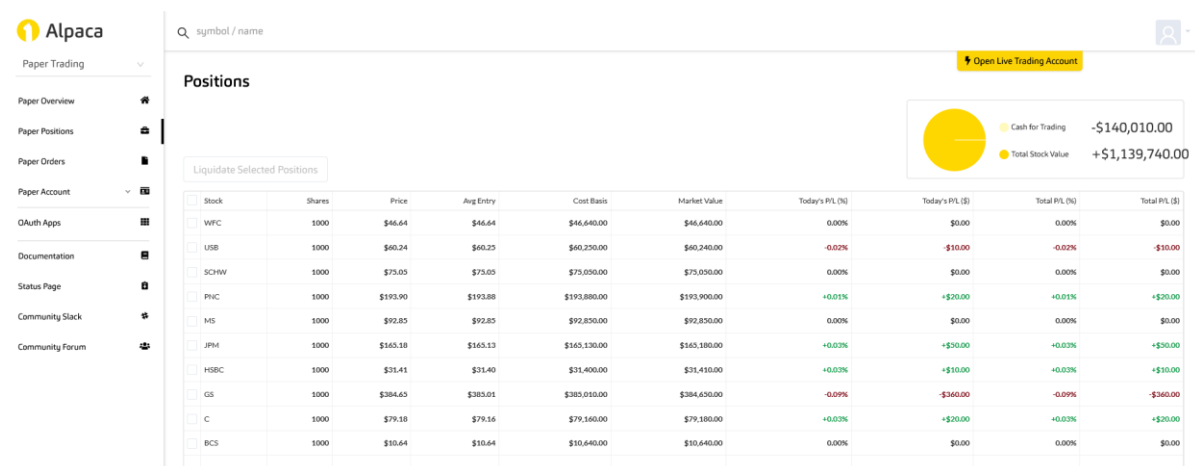 Alpaca
symbol / name
Paper Trading
Open Live Trading Account
Positions
Paper Overview
Paper Positions
Paper Orders
Paper Account
OAuth Apps
Documentation
Status Page
Community Slack
Community Forum
Cash for Trading -$140,010.00
Total Stock Value +$1,139,740.00
Liquidate Selected Positions
Stock Shares Price Avg Entry Cost Basis Market Value Today's P/L (%) Today's P/L ($) Total P/L (%) Total P/L ($)
WFC 1000 $46.64 $46.64 $46,640.00 $46,640.00 0.00% $0.00 0.00% $0.00
USB 1000 $60.24 $60.25 $60,250.00 $60,240.00 -0.02% -$10.00 -0.02% -$10.00
SCHW 1000 $75.05 $75.05 $75,050.00 $75,050.00 0.00% $0.00 0.00% $0.00
PNC 1000 $193.90 $193.88 $193,880.00 $193,900.00 +0.01% +$20.00 +0.01% +$20.00
MS 1000 $92.85 $92.85 $92,850.00 $92,850.00 0.00% $0.00 0.00% $0.00
JPM 1000 $165.18 $165.13 $165,130.00 $165,180.00 +0.03% +$50.00 +0.03% +$50.00
HSBC 1000 $31.41 $31.40 $31,400.00 $31,410.00 +0.03% +$10.00 +0.03% +$10.00
GS 1000 $384.65 $385.01 $385,010.00 $384,650.00 -0.09% -$360.00 -0.09% -$360.00
C 1000 $79.18 $79.16 $79,160.00 $79,180.00 +0.03% +$20.00 +0.03% +$20.00
BCS 1000 $10.64 $10.64 $10,640.00 $10,640.00 0.00% $0.00 0.00% $0.00